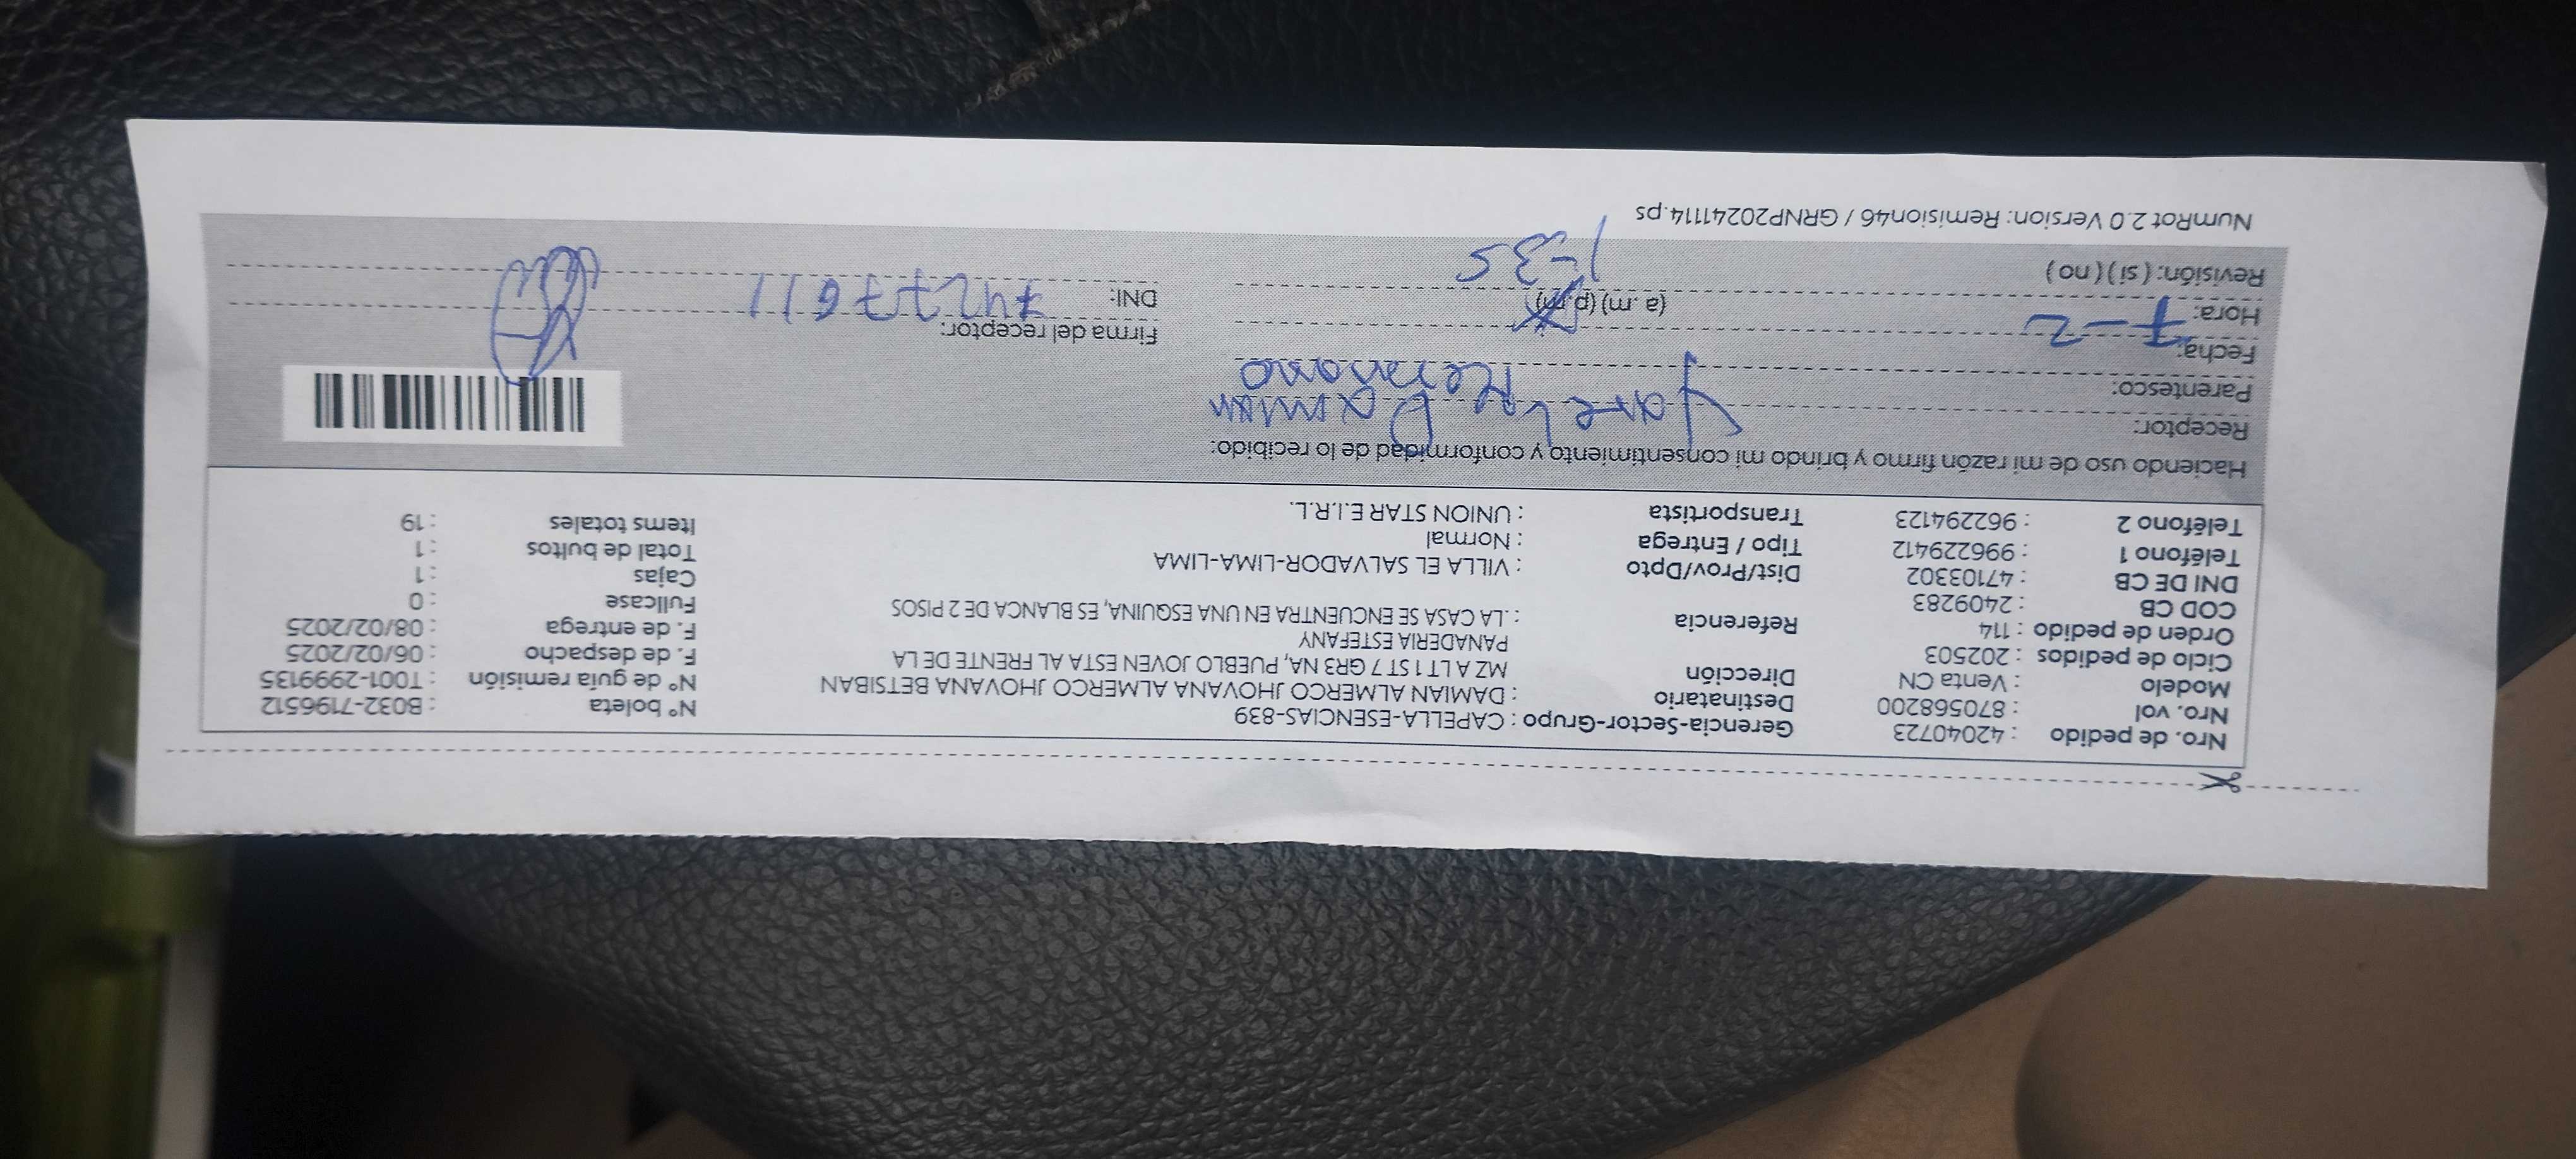 Nro. de pedido : 42040723 Gerencia-Sector-Grupo : CAPELLA-ESENCIAS-839 N° boleta : B032-7196512
Nro. vol : 870568200 Destinatario : DAMIAN ALMERCO JHOVANA ALMERCO JHOVANA BETSIBAN N° de guía remisión : T001-2999135
Modelo : Venta CN Dirección MZ A LT 1 ST 7 GR3 NA, PUEBLO JOVEN ESTA AL FRENTE DE LA F. de despacho : 06/02/2025
Ciclo de pedidos : 202503 PANADERIA ESTEFANY F. de entrega : 08/02/2025
Orden de pedido : 114 Referencia : .LA CASA SE ENCUENTRA EN UNA ESQUINA, ES BLANCA DE 2 PISOS Fullcase : 0
COD CB : 2409283 Cajas : 1
DNI DE CB : 47103302 Dist/Prov/Dpto : VILLA EL SALVADOR-LIMA-LIMA Total de bultos : 1
Teléfono 1 : 996229412 Tipo / Entrega : Normal Items totales : 19
Teléfono 2 : 962294123 Transportista : UNION STAR E.I.R.L.
Haciendo uso de mi razón firmo y brindo mi consentimiento y conformidad de lo recibido:
Receptor: Damian
Parentesco: Hermano
Fecha: 7-2
Firma del receptor:
Hora: (a.m) (p.m) 1-35
DNI: 74277611
Revisión: ( si ) ( no )
NumRot 2.0 Version: Remision46 / GRNP20241114.ps